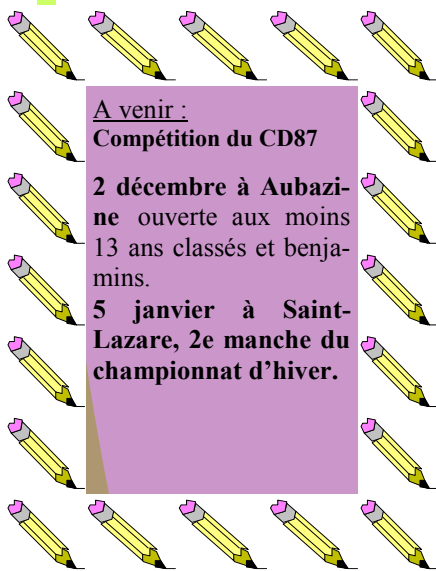 A venir :
Compétition du CD87
2 décembre à Aubazi-
ne ouverte aux moins
13 ans classés et benja-
mins.
5 janvier à Saint-
Lazare, 2e manche du
championnat d'hiver.